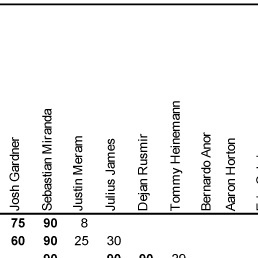 Josh Gardner
Sebastian Miranda
Justin Meram
Julius James
Dejan Rusmir
Tommy Heinemann
Bernardo Anor
Aaron Horton
75 90 8
60 90 25 30